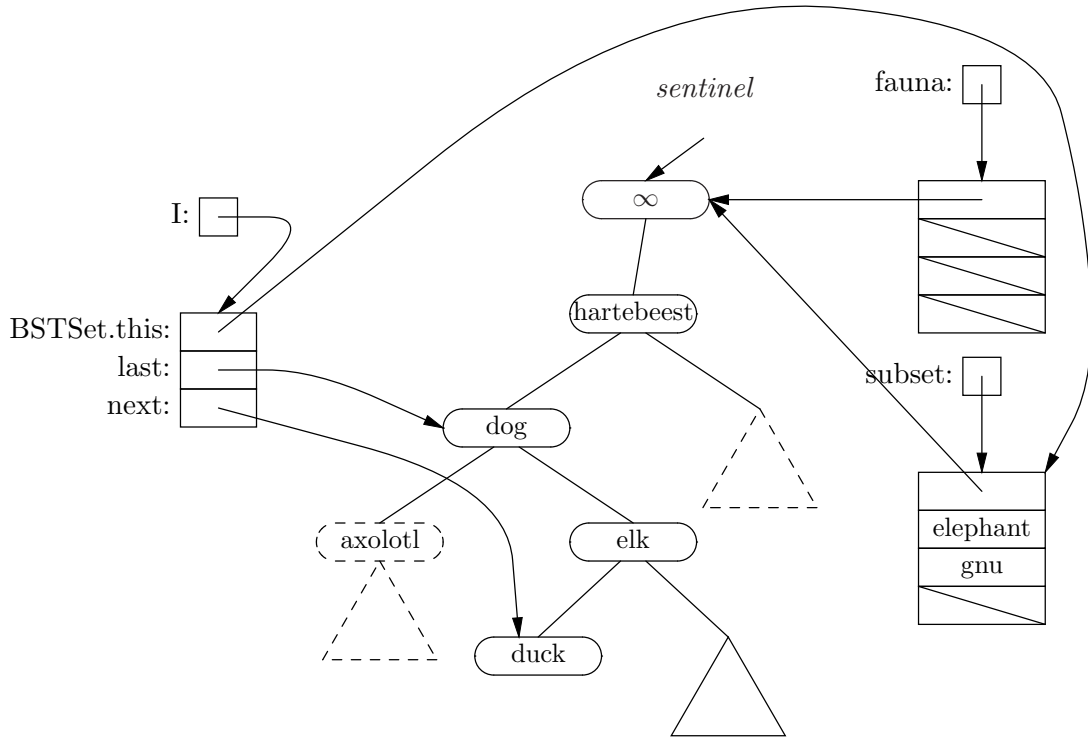 fauna:
sentinel
I:
∞
BSTSet.this:
hartebeest
last:
subset:
next:
dog
elephant
axolotl
elk
gnu
duck